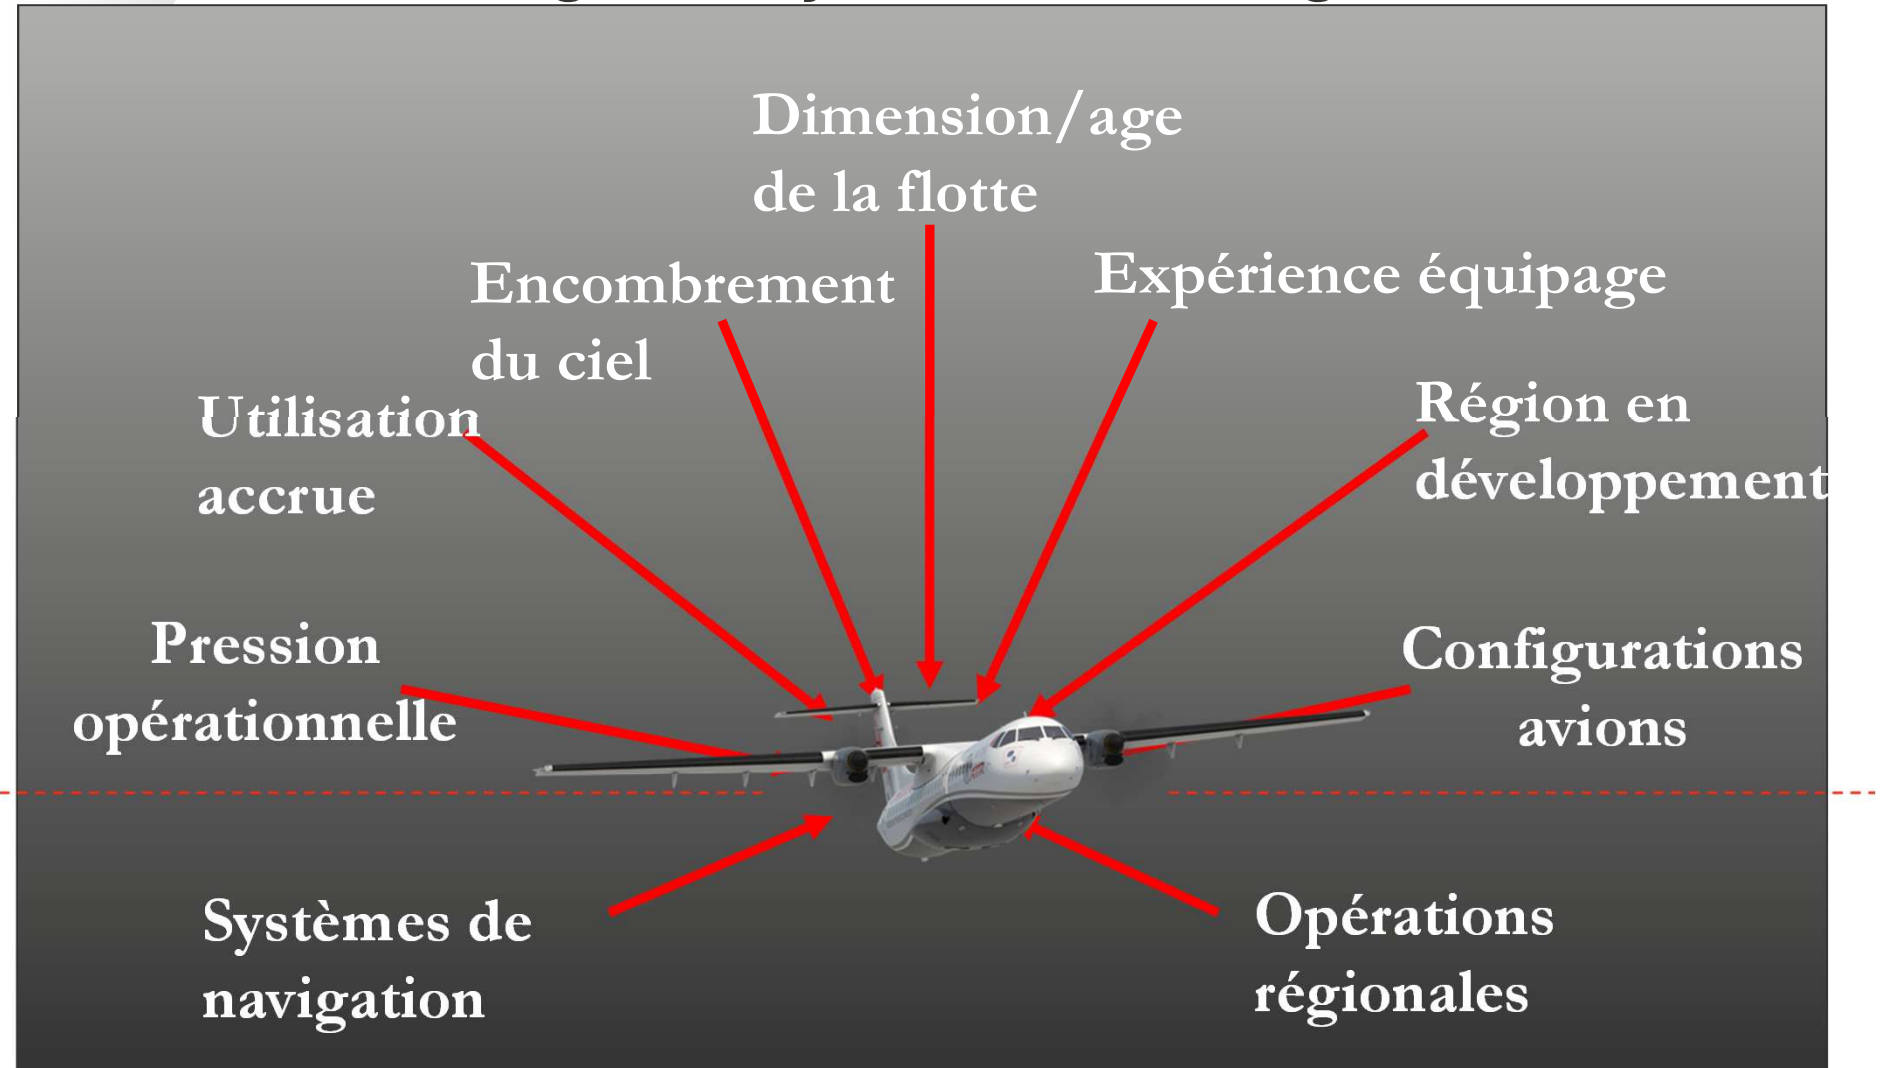 Dimension/age
de la flotte
Encombrement
du ciel
Expérience équipage
Utilisation
accrue
Région en
développement
Pression
opérationnelle
Configurations
avions
Systèmes de
navigation
Opérations
régionales